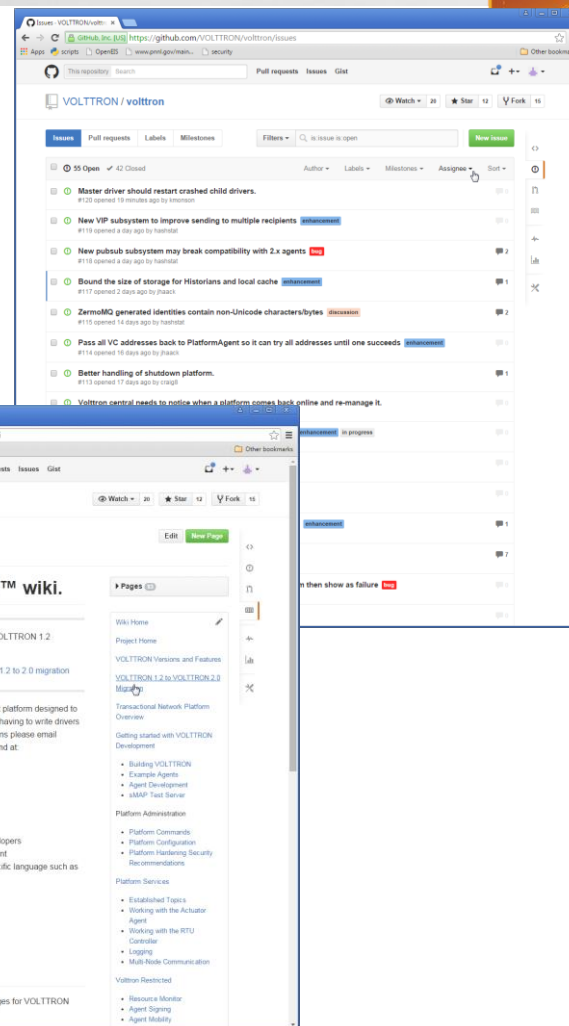 Issues · VOLTTRON/volttr
GitHub, Inc. [US] https://github.com/VOLTTRON/volttron/issues
Apps scripts OpenEIS www.pnnl.gov/main... security Other bookma
This repository Search Pull requests Issues Gist
VOLTTRON / volttron Watch 20 Star 12 Fork 15
Issues Pull requests Labels Milestones Filters is:issue is:open New issue
55 Open 42 Closed Author Labels Milestones Assignee Sort
Master driver should restart crashed child drivers. 0
#120 opened 19 minutes ago by kmonson
New VIP subsystem to improve sending to multiple recipients enhancement 0
#119 opened a day ago by hashstat
New pubsub subsystem may break compatibility with 2.x agents bug 2
#118 opened a day ago by hashstat
Bound the size of storage for Historians and local cache enhancement 1
#117 opened 2 days ago by jhaack
ZermoMQ generated identities contain non-Unicode characters/bytes discussion 2
#115 opened 14 days ago by hashstat
Pass all VC addresses back to PlatformAgent so it can try all addresses until one succeeds enhancement 0
#114 opened 16 days ago by jhaack
Better handling of shutdown platform. 1
#113 opened 17 days ago by craig8
Volttron central needs to notice when a platform comes back online and re-manage it. 0
enhancement in progress 0
0
0
enhancement 1
7
m then show as failure bug 0
0
Other bookmarks
sts Issues Gist
Watch 20 Star 12 Fork 15
Edit New Page
™ wiki.
OLTTRON 1.2
1.2 to 2.0 migration
platform designed to
having to write drivers
ns please email
nd at:
lopers
nt
cific language such as
ges for VOLTTRON
Pages
Wiki Home
Project Home
VOLTTRON Versions and Features
VOLTTRON 1.2 to VOLTTRON 2.0
Migration
Transactional Network Platform
Overview
Getting started with VOLTTRON
Development
• Building VOLTTRON
• Example Agents
• Agent Development
• sMAP Test Server
Platform Administration
• Platform Commands
• Platform Configuration
• Platform Hardening Security
Recommendations
Platform Services
• Established Topics
• Working with the Actuator
Agent
• Working with the RTU
Controller
• Logging
• Multi-Node Communication
Volttron Restricted
• Resource Monitor
• Agent Signing
• Agent Mobility